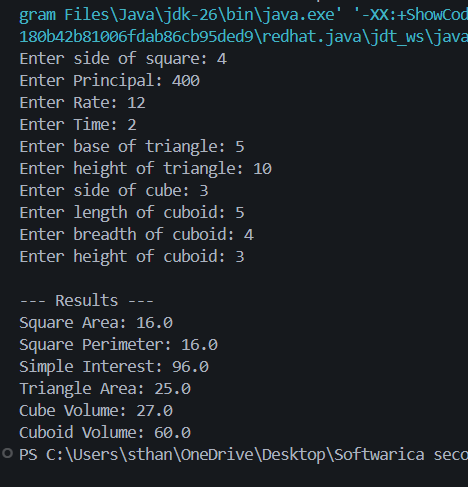 gram Files\Java\jdk-26\bin\java.exe' '-XX:+ShowCod
180b42b81006fdab86cb95ded9\redhat.java\jdt_ws\java
Enter side of square: 4
Enter Principal: 400
Enter Rate: 12
Enter Time: 2
Enter base of triangle: 5
Enter height of triangle: 10
Enter side of cube: 3
Enter length of cuboid: 5
Enter breadth of cuboid: 4
Enter height of cuboid: 3
--- Results ---
Square Area: 16.0
Square Perimeter: 16.0
Simple Interest: 96.0
Triangle Area: 25.0
Cube Volume: 27.0
Cuboid Volume: 60.0
PS C:\Users\sthan\OneDrive\Desktop\Softwarica seco